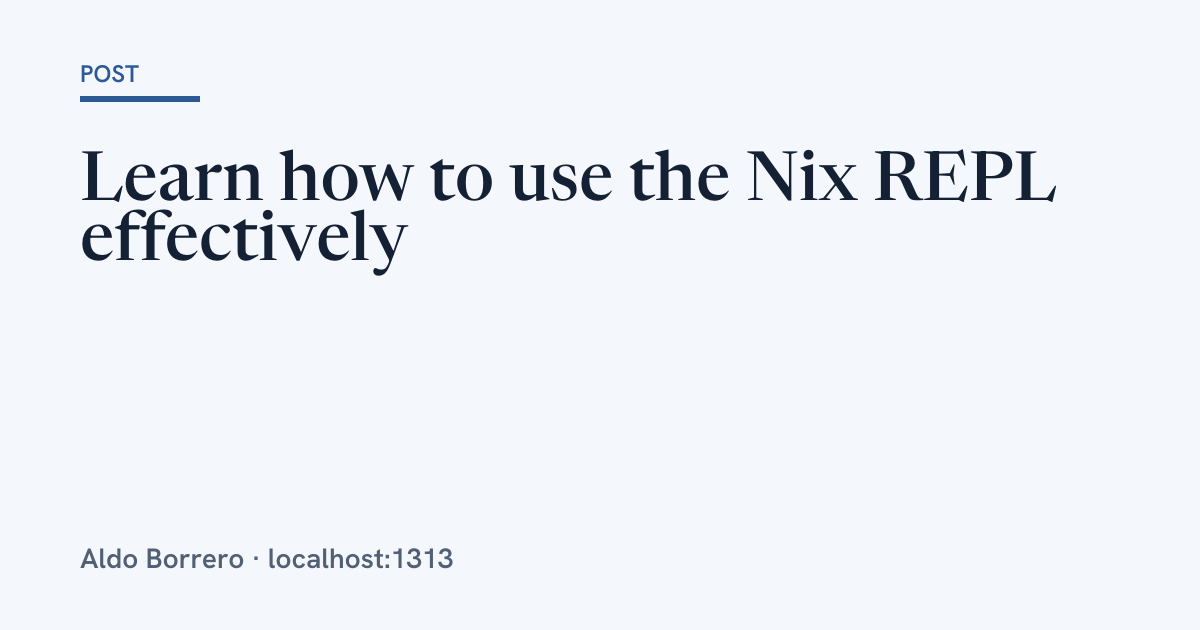 POST
Learn how to use the Nix REPL
effectively
Aldo Borrero · localhost:1313